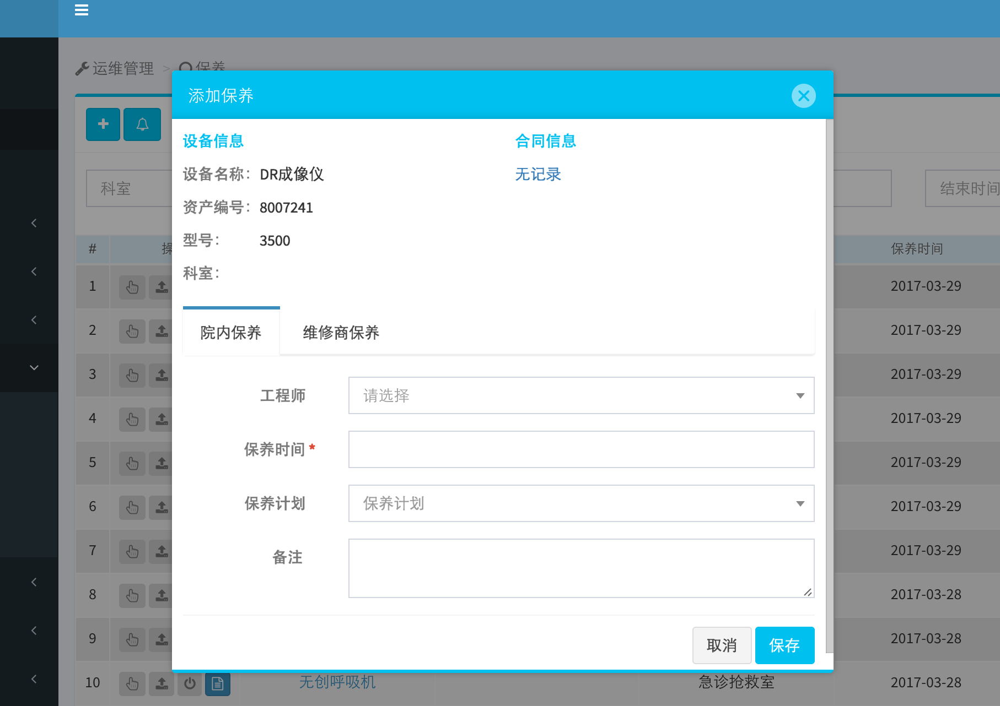 运维管理 > 保养
添加保养
设备信息
合同信息
设备名称： DR成像仪
无记录
资产编号： 8007241
型号： 3500
科室：
院内保养 维修商保养
工程师 请选择
保养时间 *
保养计划 保养计划
备注
取消 保存
科室
结束时间
# 操 保养时间
1 2017-03-29
2 2017-03-29
3 2017-03-29
4 2017-03-29
5 2017-03-29
6 2017-03-29
7 2017-03-29
8 2017-03-28
9 2017-03-28
10 无创呼吸机 急诊抢救室 2017-03-28